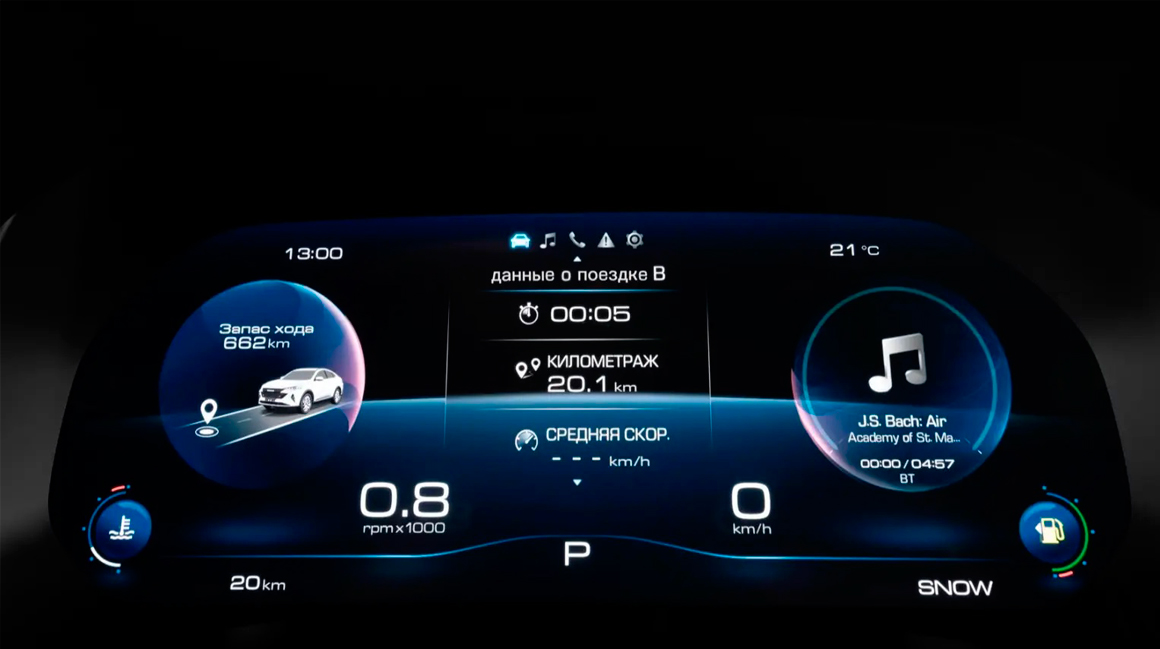 13:00
21 °C
данные о поездке B
Запас хода
662 km
00:05
КИЛОМЕТРАЖ
20.1 km
СРЕДНЯЯ СКОР.
- - - km/h
J.S. Bach: Air
Academy of St. Ma...
00:00 / 04:57
BT
0.8
rpm x 1000
0
km/h
P
20 km
SNOW